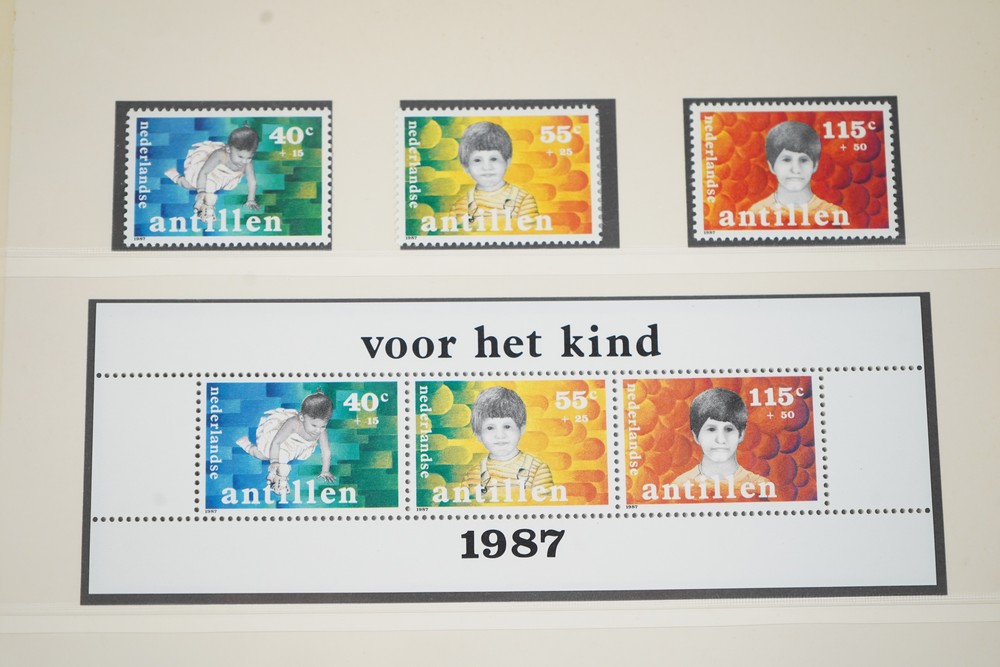 nederlandse
40c
+ 15
antillen
1987
nederlandse
55c
+ 25
antillen
1987
nederlandse
115c
+ 50
antillen
1987
voor het kind
nederlandse
40c
+ 15
antillen
1987
nederlandse
55c
+ 25
antillen
1987
nederlandse
115c
+ 50
antillen
1987
1987